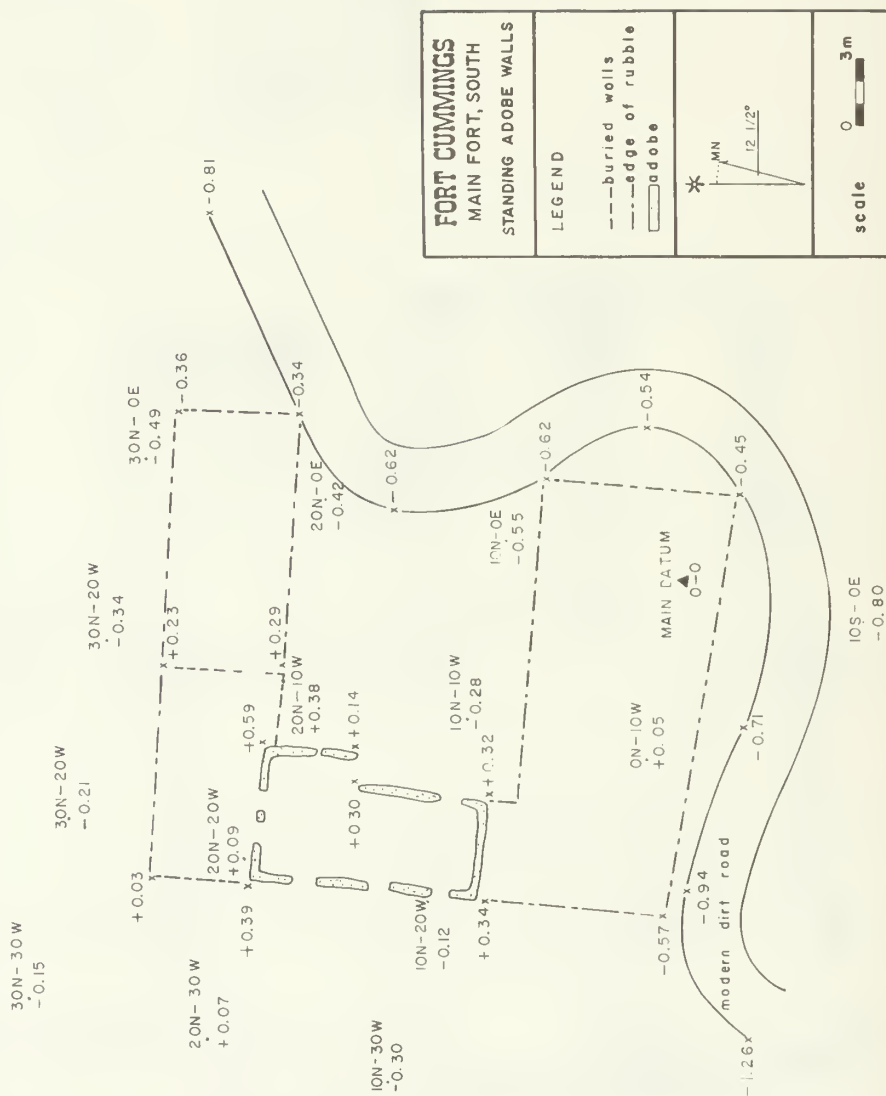 30N-30W
-0.15
30N-20W
-0.21
30N-20W
-0.34
30N-0E
-0.49
-0.36
-0.81
+0.03
+0.23
20N-30W
+0.07
+0.39
20N-20W
+0.09
+0.59
20N-10W
+0.38
+0.29
20N-0E
-0.42
-0.34
+0.14
+0.30
-0.62
10N-30W
-0.30
10N-20W
-0.12
+0.34
+0.32
10N-10W
-0.28
10N-0E
-0.55
-0.62
-0.54
0N-10W
+0.05
MAIN DATUM
0-0
-0.45
-0.57
-0.94
-0.71
modern dirt road
-1.26
10S-0E
-0.80
FORT CUMMINGS
MAIN FORT, SOUTH
STANDING ADOBE WALLS
LEGEND
buried walls
edge of rubble
adobe
MN
12 1/2°
scale
0 3m